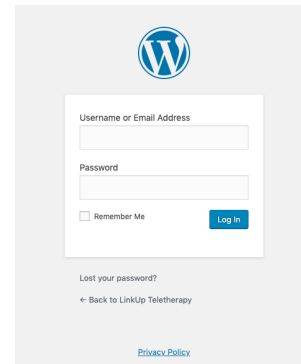 Username or Email Address
Password
Remember Me
Log In
Lost your password?
← Back to LinkUp Teletherapy
Privacy Policy